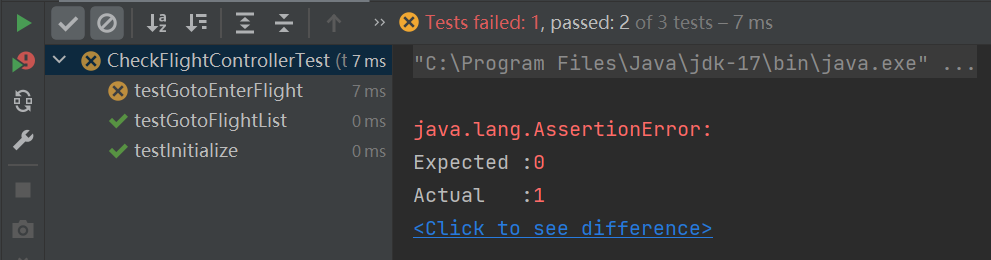 Tests failed: 1, passed: 2 of 3 tests – 7 ms
CheckFlightControllerTest (t 7 ms
testGotoEnterFlight 7 ms
testGotoFlightList 0 ms
testInitialize 0 ms
"C:\Program Files\Java\jdk-17\bin\java.exe" ...
java.lang.AssertionError:
Expected :0
Actual :1
<Click to see difference>